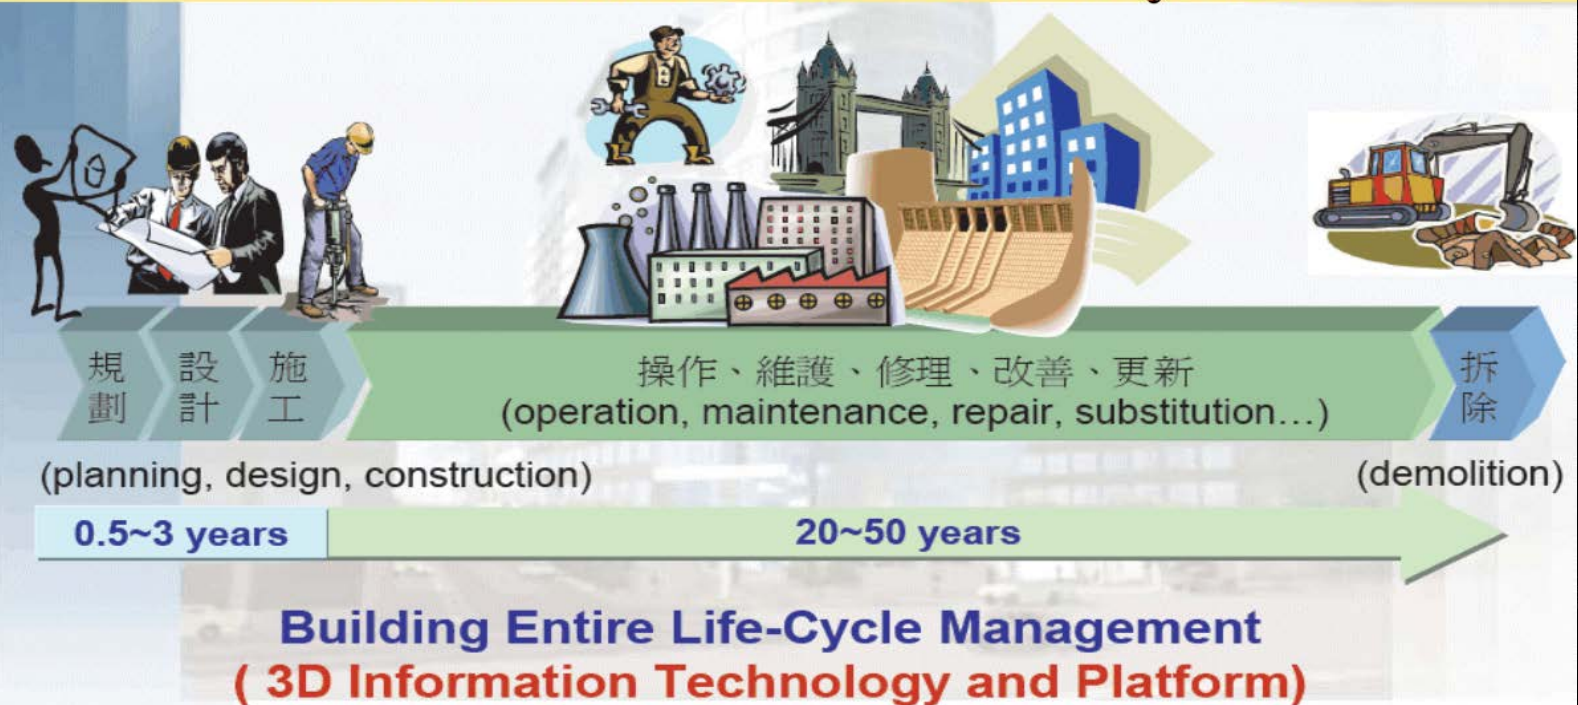 規劃
設計
施工
操作、維護、修理、改善、更新
(operation, maintenance, repair, substitution…)
拆除
(planning, design, construction)
(demolition)
0.5~3 years
20~50 years
Building Entire Life-Cycle Management
( 3D Information Technology and Platform)